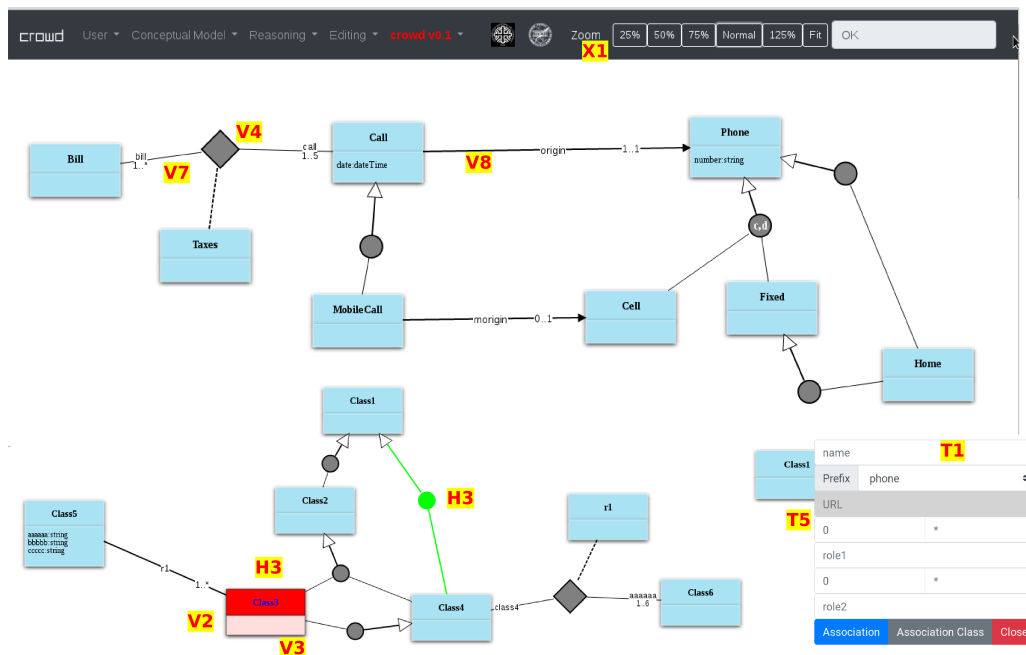 crowd User Conceptual Model Reasoning Editing crowd v0.1 Zoom 25% 50% 75% Normal 125% Fit OK
X1
V4
Call
Phone
Bill
bill
1..*
call
1..5
date:dateTime
V8
origin
1..1
number:string
V7
c,d
Taxes
MobileCall
morigin
0..1
Cell
Fixed
Home
Class1
T1
name
Class1
Prefix phone
Class2
H3
URL
Class5
r1
T5
0 *
aaaaaa:string
bbbbb:string
ccccc:string
role1
r1
H3
0 *
1..*
Class3
Class4
class4
aaaaaa
1..6
Class6
role2
V2
Association Association Class Close
V3